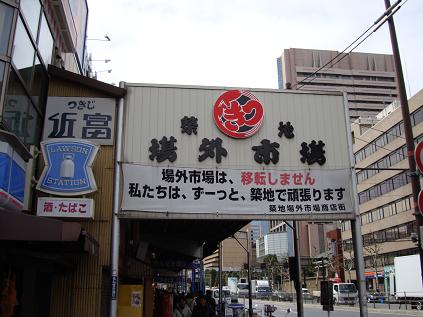 つきじ
近富
LAWSON
STATION
酒・たばこ
築地
場外市場
場外市場は、移転しません
私たちは、ずーっと、築地で頑張ります
築地場外市場商店街